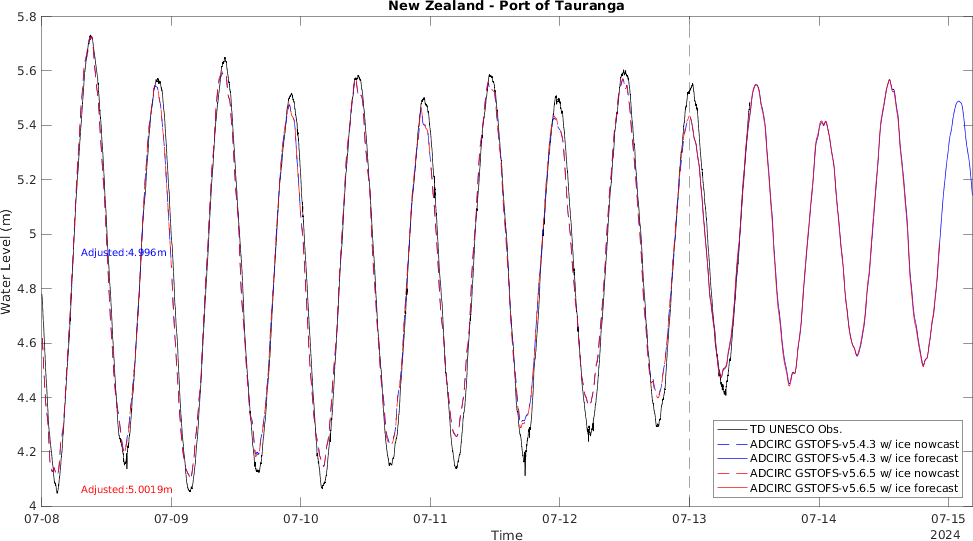 New Zealand - Port of Tauranga
5.8
5.6
5.4
5.2
5
4.8
4.6
4.4
4.2
4
Water Level (m)
Adjusted:4.996m
Adjusted:5.0019m
TD UNESCO Obs.
ADCIRC GSTOFS-v5.4.3 w/ ice nowcast
ADCIRC GSTOFS-v5.4.3 w/ ice forecast
ADCIRC GSTOFS-v5.6.5 w/ ice nowcast
ADCIRC GSTOFS-v5.6.5 w/ ice forecast
07-08 07-09 07-10 07-11 07-12 07-13 07-14 07-15
Time
2024